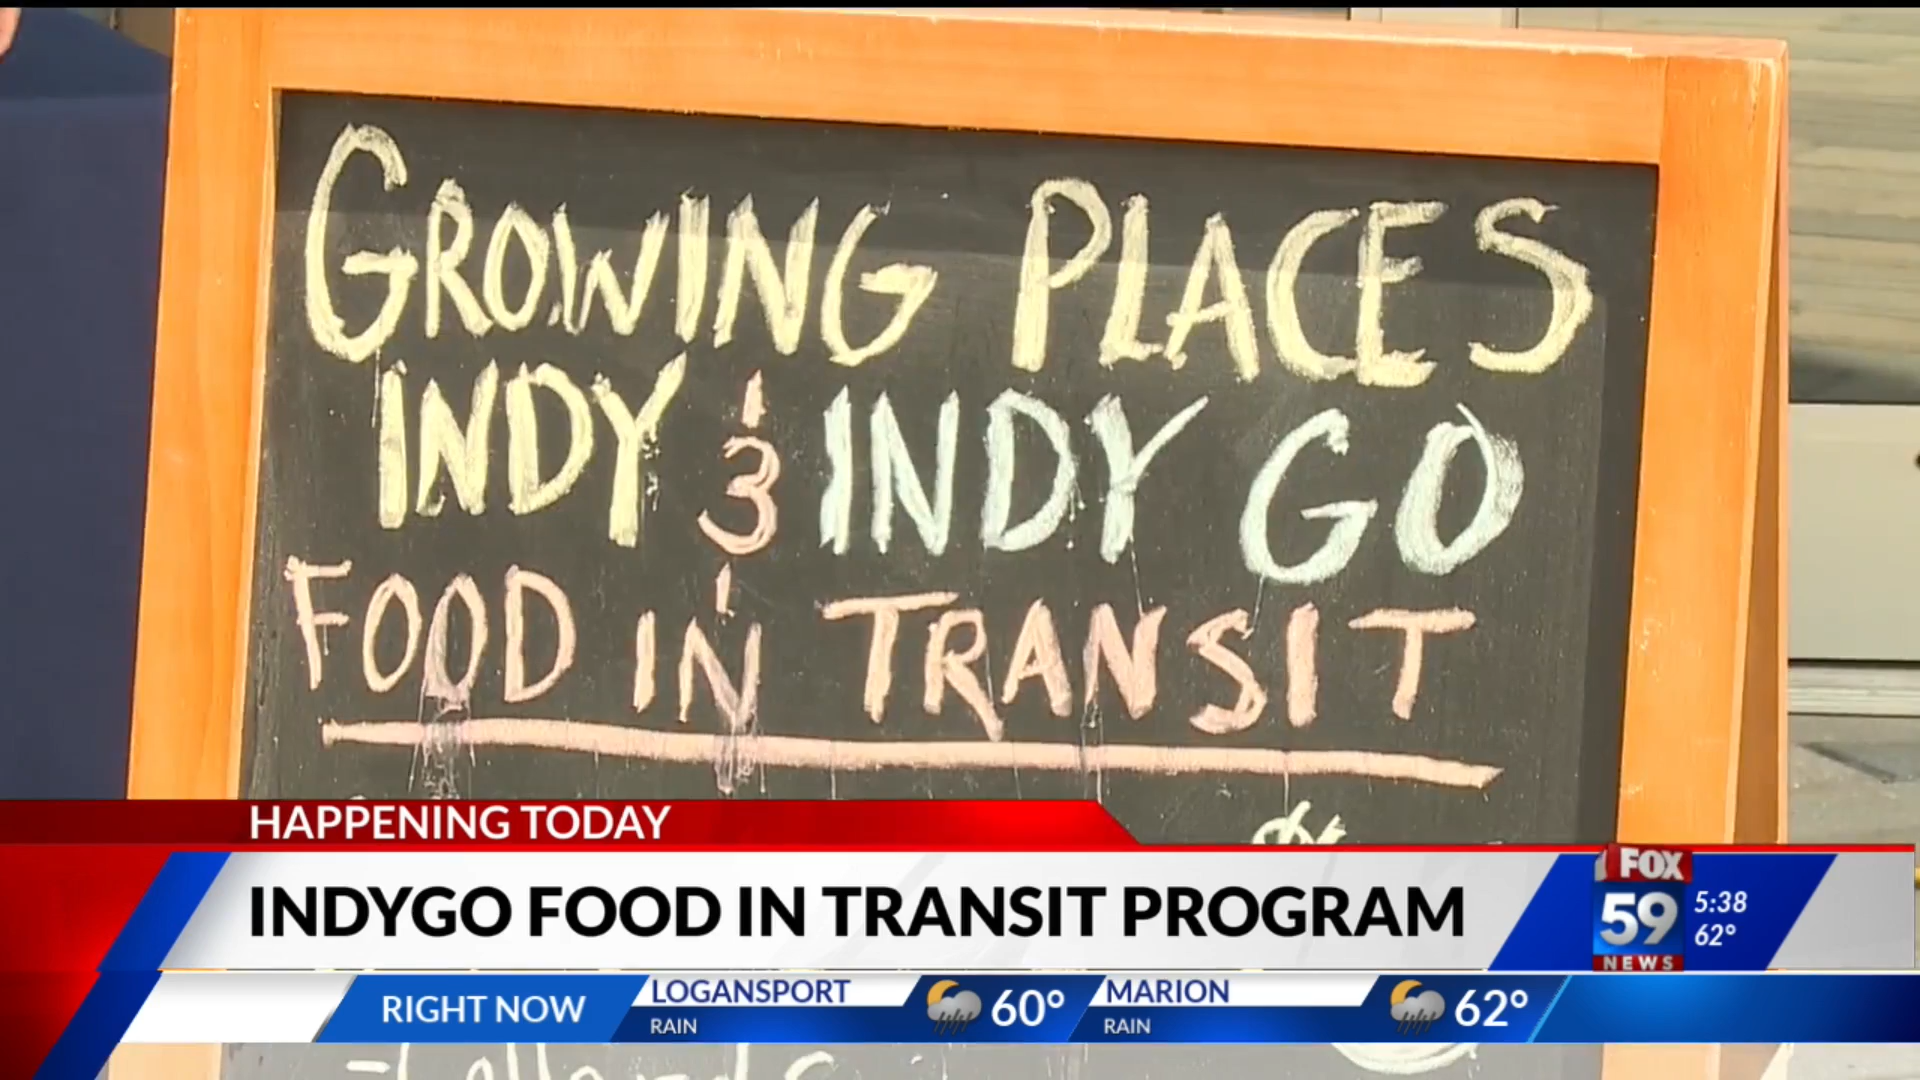 GROWING PLACES
INDY & INDY GO
FOOD IN TRANSIT
HAPPENING TODAY
INDYGO FOOD IN TRANSIT PROGRAM
FOX
59
NEWS
5:38
62°
RIGHT NOW
LOGANSPORT
RAIN
60°
MARION
RAIN
62°